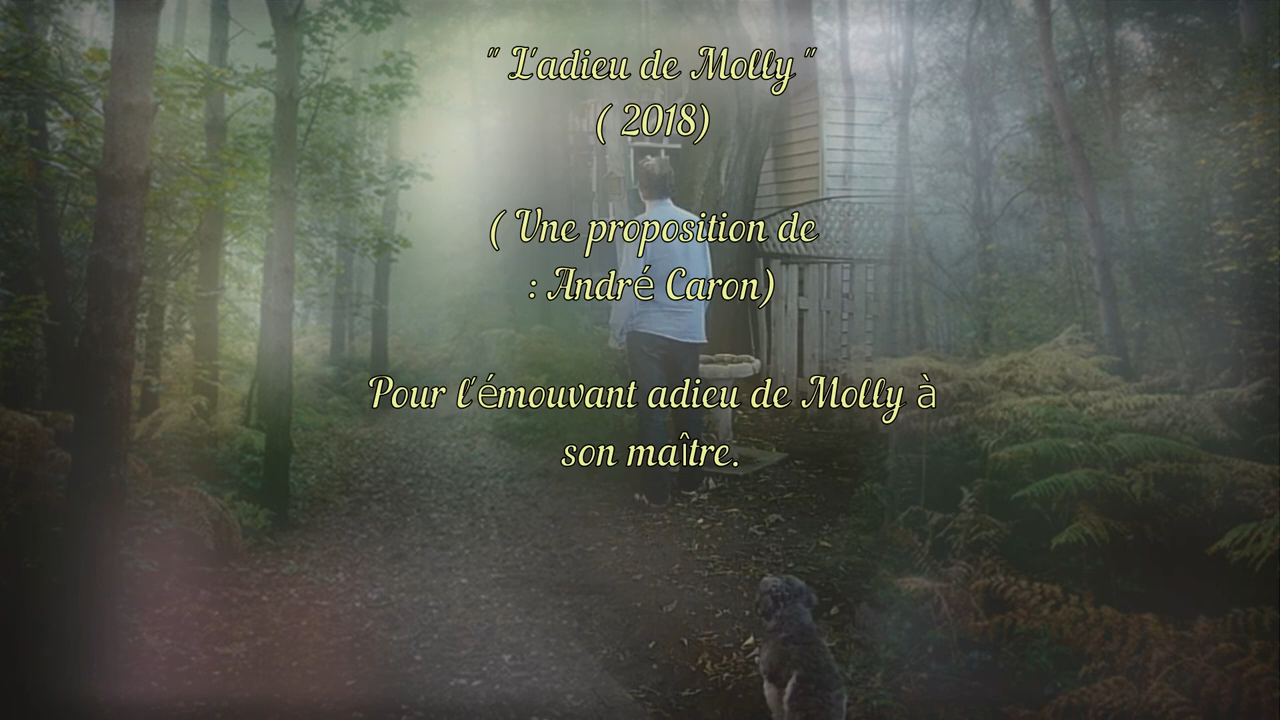 " L'adieu de Molly "
( 2018)
( Une proposition de
: André Caron)
Pour l'émouvant adieu de Molly à
son maître.